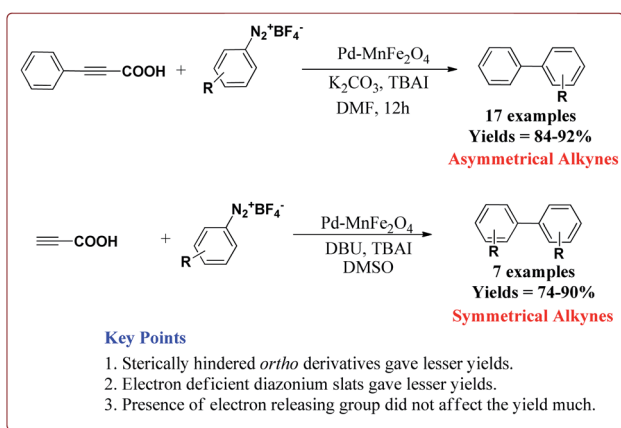 N2+BF4-
Pd-MnFe2O4
COOH + R
K2CO3, TBAI
DMF, 12h
R
17 examples
Yields = 84-92%
Asymmetrical Alkynes
N2+BF4-
Pd-MnFe2O4
COOH + R
DBU, TBAI
DMSO
R R
7 examples
Yields = 74-90%
Symmetrical Alkynes
Key Points
1. Sterically hindered ortho derivatives gave lesser yields.
2. Electron deficient diazonium slats gave lesser yields.
3. Presence of electron releasing group did not affect the yield much.